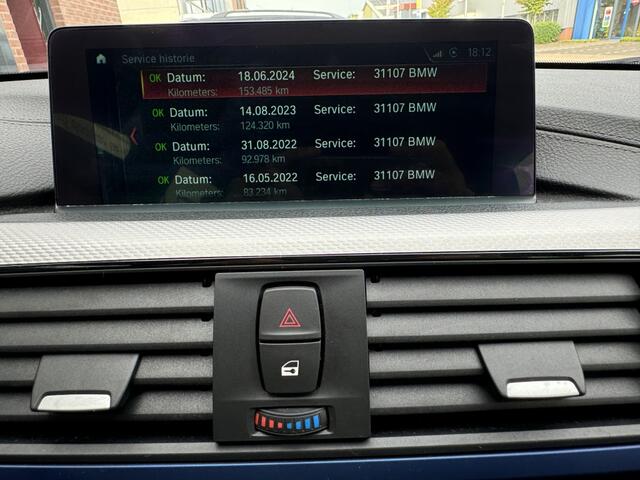 Service historie 18:12
OK Datum: 18.06.2024 Service: 31107 BMW
Kilometers: 153.485 km
OK Datum: 14.08.2023 Service: 31107 BMW
Kilometers: 124.320 km
OK Datum: 31.08.2022 Service: 31107 BMW
Kilometers: 92.978 km
OK Datum: 16.05.2022 Service: 31107 BMW
Kilometers: 83.234 km